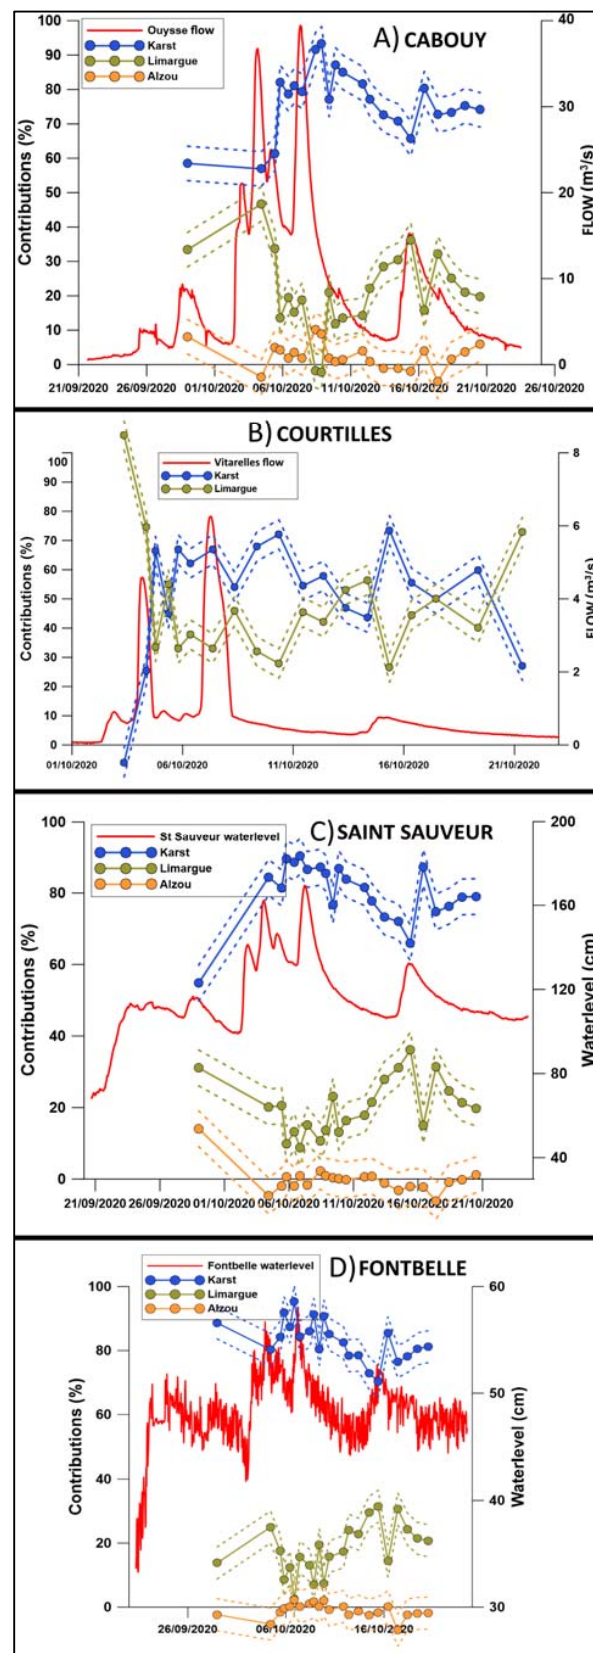 A) CABOUY
Ouysse flow
Karst
Limargue
Alzou
Contributions (%)
100
90
80
70
60
50
40
30
20
10
0
FLOW (m³/s)
40
30
20
10
0
21/09/2020 26/09/2020 01/10/2020 06/10/2020 11/10/2020 16/10/2020 21/10/2020 26/10/2020
B) COURTILLES
Vitarelles flow
Karst
Limargue
Contributions (%)
100
90
80
70
60
50
40
30
20
10
0
FLOW (m³/s)
8
6
4
2
0
01/10/2020 06/10/2020 11/10/2020 16/10/2020 21/10/2020
C) SAINT SAUVEUR
St Sauveur waterlevel
Karst
Limargue
Alzou
Contributions (%)
100
80
60
40
20
0
Waterlevel (cm)
200
160
120
80
40
21/09/2020 26/09/2020 01/10/2020 06/10/2020 11/10/2020 16/10/2020 21/10/2020
D) FONTBELLE
Fontbelle waterlevel
Karst
Limargue
Alzou
Contributions (%)
100
80
60
40
20
0
Waterlevel (cm)
60
50
40
30
26/09/2020 06/10/2020 16/10/2020